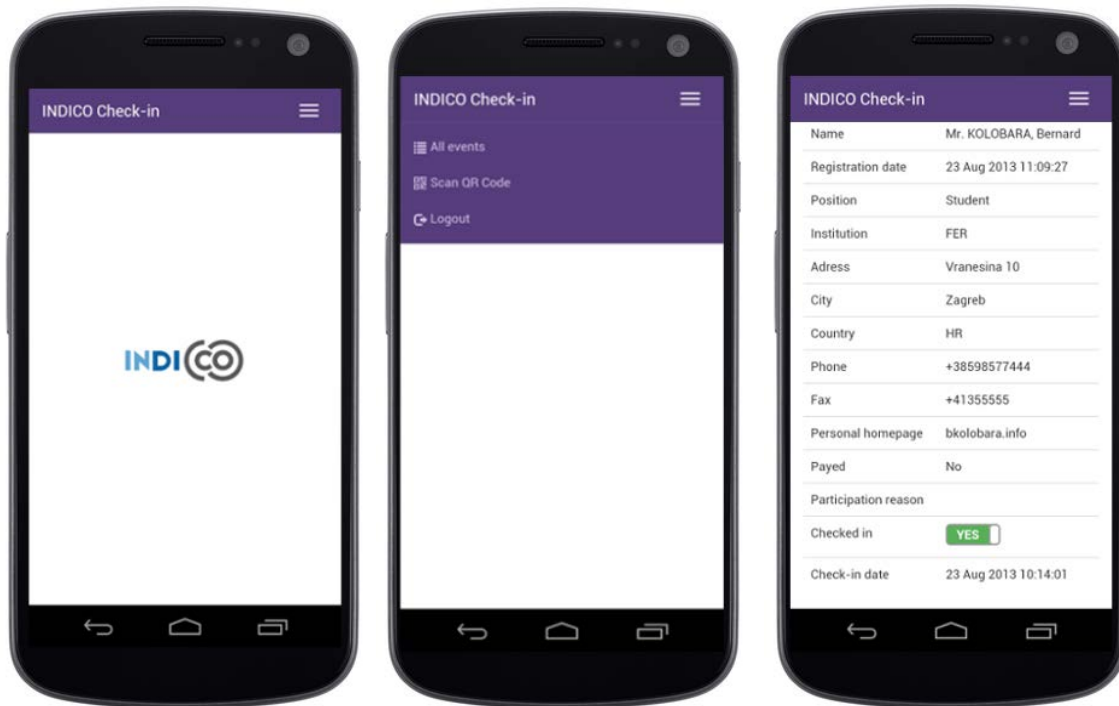 INDICO Check-in
INDICO
INDICO Check-in
All events
Scan QR Code
Logout
INDICO Check-in
Name Mr. KOLOBARA, Bernard
Registration date 23 Aug 2013 11:09:27
Position Student
Institution FER
Adress Vranesina 10
City Zagreb
Country HR
Phone +38598577444
Fax +41355555
Personal homepage bkolobara.info
Payed No
Participation reason
Checked in YES
Check-in date 23 Aug 2013 10:14:01